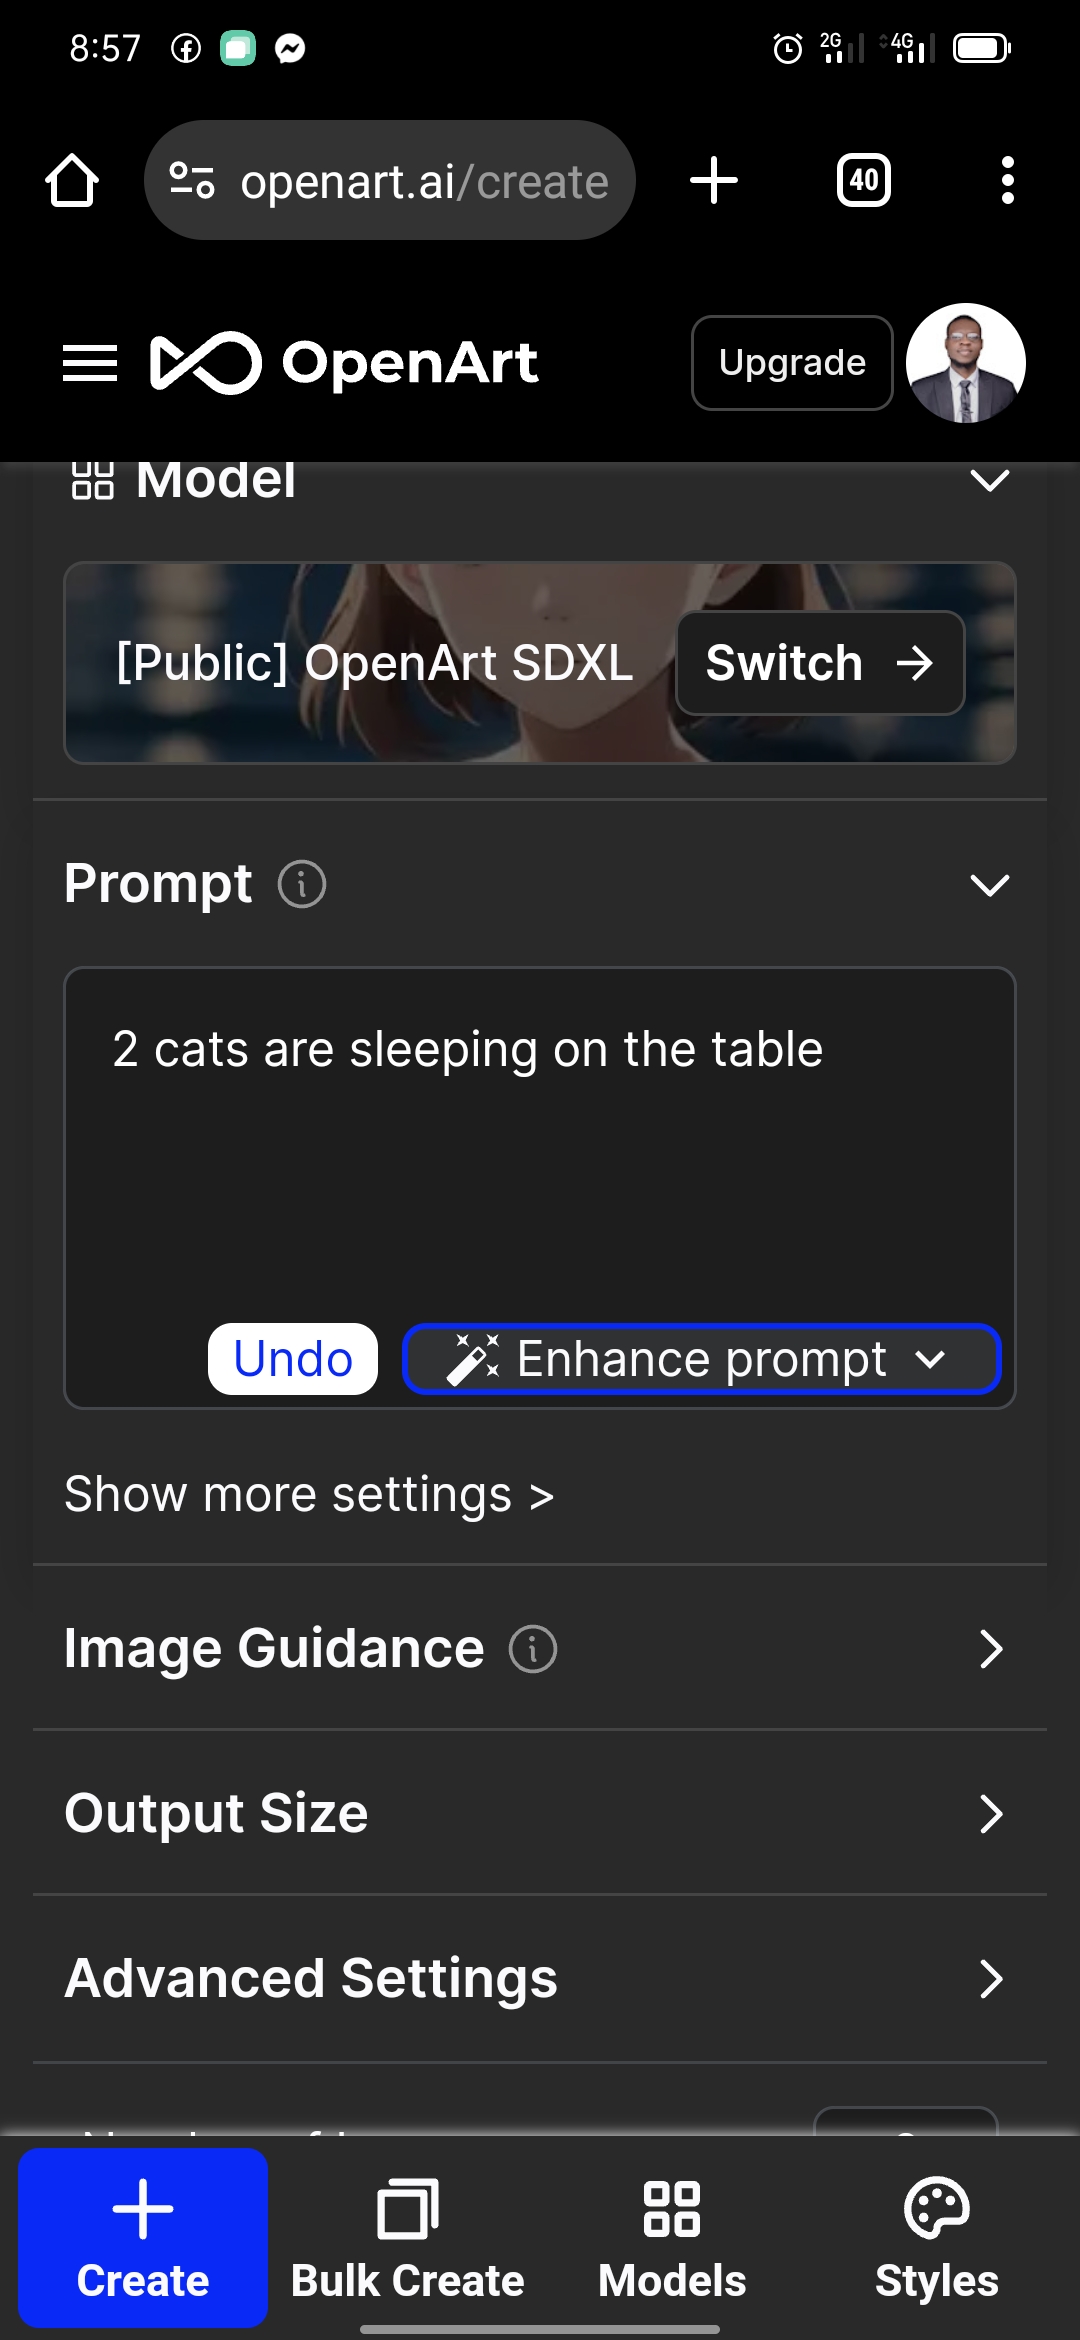 8:57
2G
4G
openart.ai/create
40
OpenArt
Upgrade
Model
[Public] OpenArt SDXL
Switch
Prompt
2 cats are sleeping on the table
Undo
Enhance prompt
Show more settings >
Image Guidance
Output Size
Advanced Settings
Create
Bulk Create
Models
Styles